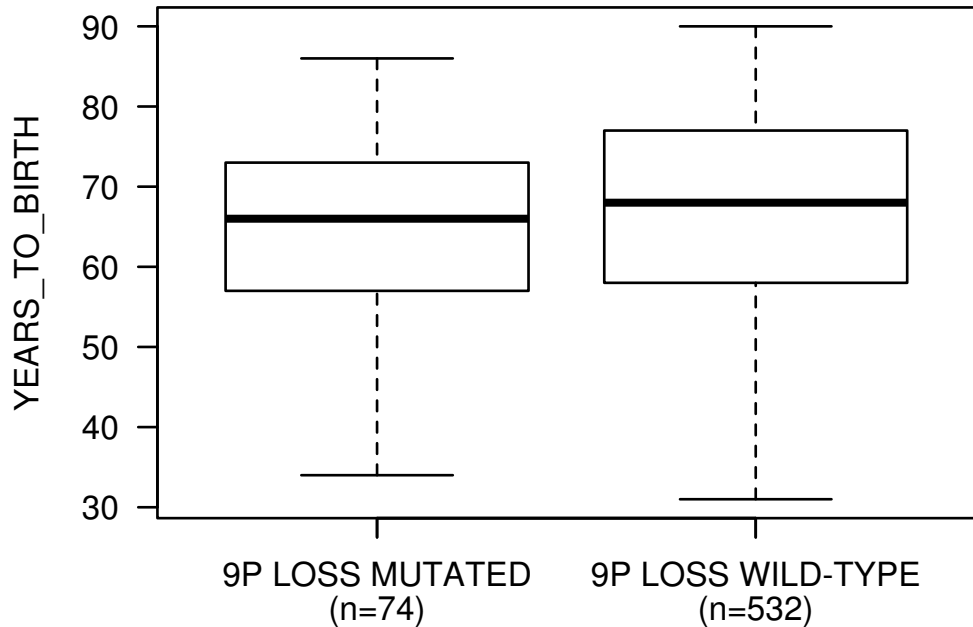 YEARS_TO_BIRTH
90
80
70
60
50
40
30
9P LOSS MUTATED
(n=74)
9P LOSS WILD-TYPE
(n=532)